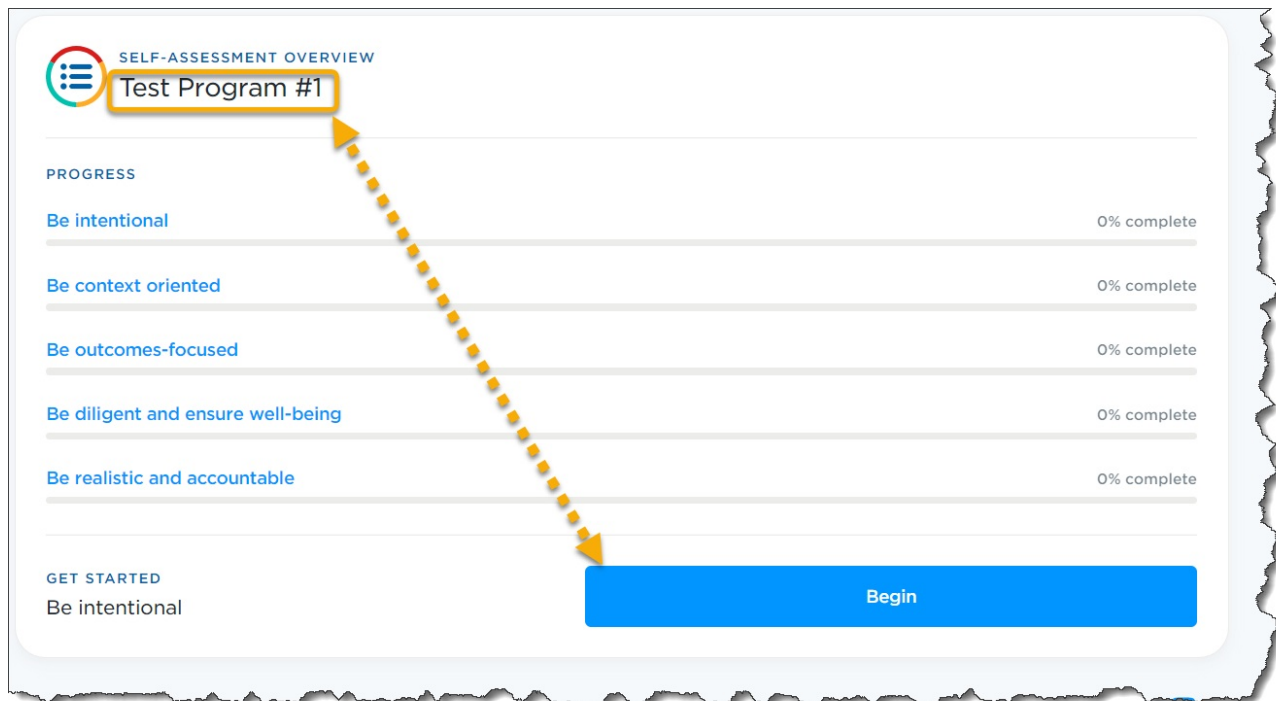 SELF-ASSESSMENT OVERVIEW
Test Program #1
PROGRESS
Be intentional 0% complete
Be context oriented 0% complete
Be outcomes-focused 0% complete
Be diligent and ensure well-being 0% complete
Be realistic and accountable 0% complete
GET STARTED
Be intentional
Begin